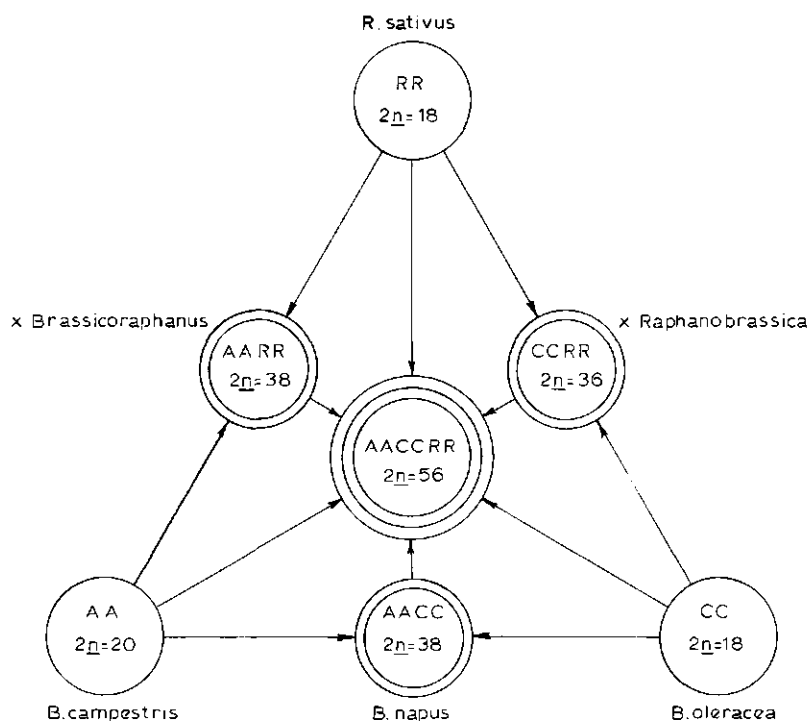 R. sativus
RR
2n=18
x Brassicoraphanus
x Raphanobrassica
AARR
2n=38
CCRR
2n=36
AACCRR
2n=56
AA
2n=20
AACC
2n=38
CC
2n=18
B.campestris
B.napus
B.oleracea